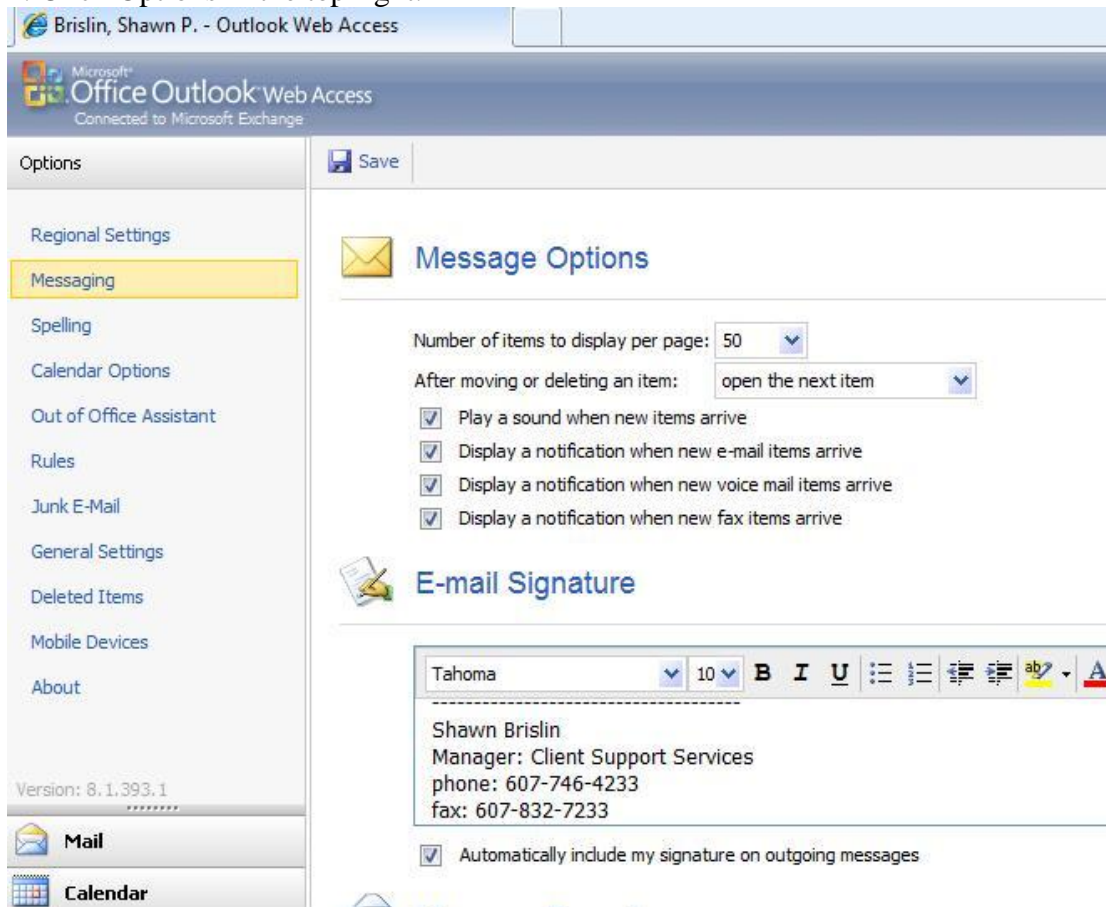 Brislin, Shawn P. - Outlook Web Access
Microsoft
Office Outlook Web Access
Connected to Microsoft Exchange
Options
Save
Regional Settings
Messaging
Spelling
Calendar Options
Out of Office Assistant
Rules
Junk E-Mail
General Settings
Deleted Items
Mobile Devices
About
Version: 8.1.393.1
Mail
Calendar
Message Options
Number of items to display per page: 50
After moving or deleting an item: open the next item
Play a sound when new items arrive
Display a notification when new e-mail items arrive
Display a notification when new voice mail items arrive
Display a notification when new fax items arrive
E-mail Signature
Tahoma 10 B I U ab A
------------------------------------
Shawn Brislin
Manager: Client Support Services
phone: 607-746-4233
fax: 607-832-7233
Automatically include my signature on outgoing messages